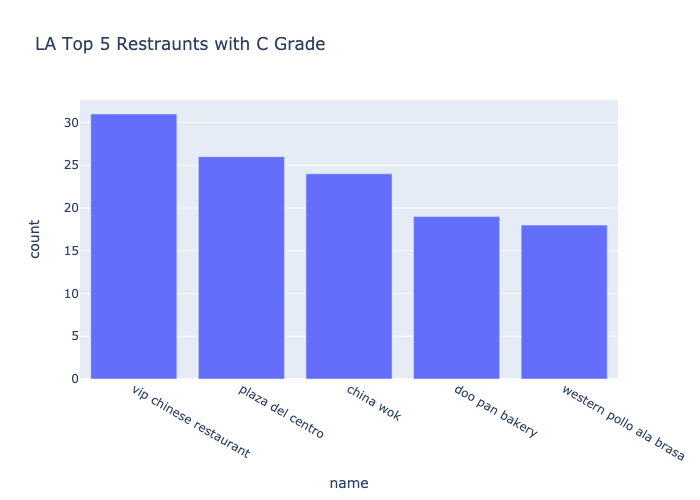 LA Top 5 Restraunts with C Grade
30
25
20
15
10
5
0
count
vip chinese restaurant
plaza del centro
china wok
doo pan bakery
western pollo ala brasa
name